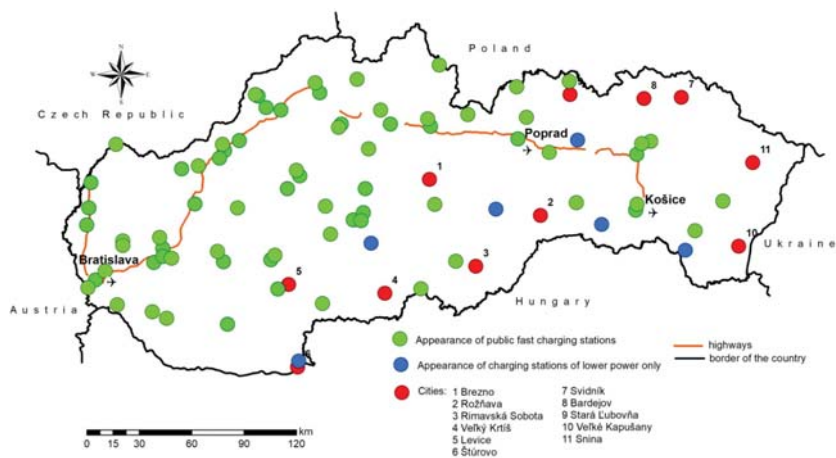 N
W
E
S
Poland
Czech Republic
8
7
Poprad
11
1
Košice
2
10
Bratislava
Ukraine
3
5
4
Austria
Hungary
6
Appearance of public fast charging stations
highways
Appearance of charging stations of lower power only
border of the country
Cities:
1 Brezno
2 Rožňava
3 Rimavská Sobota
4 Veľký Krtíš
5 Levice
6 Štúrovo
7 Svidník
8 Bardejov
9 Stará Ľubovňa
10 Veľké Kapušany
11 Snina
km
0 15 30 60 90 120